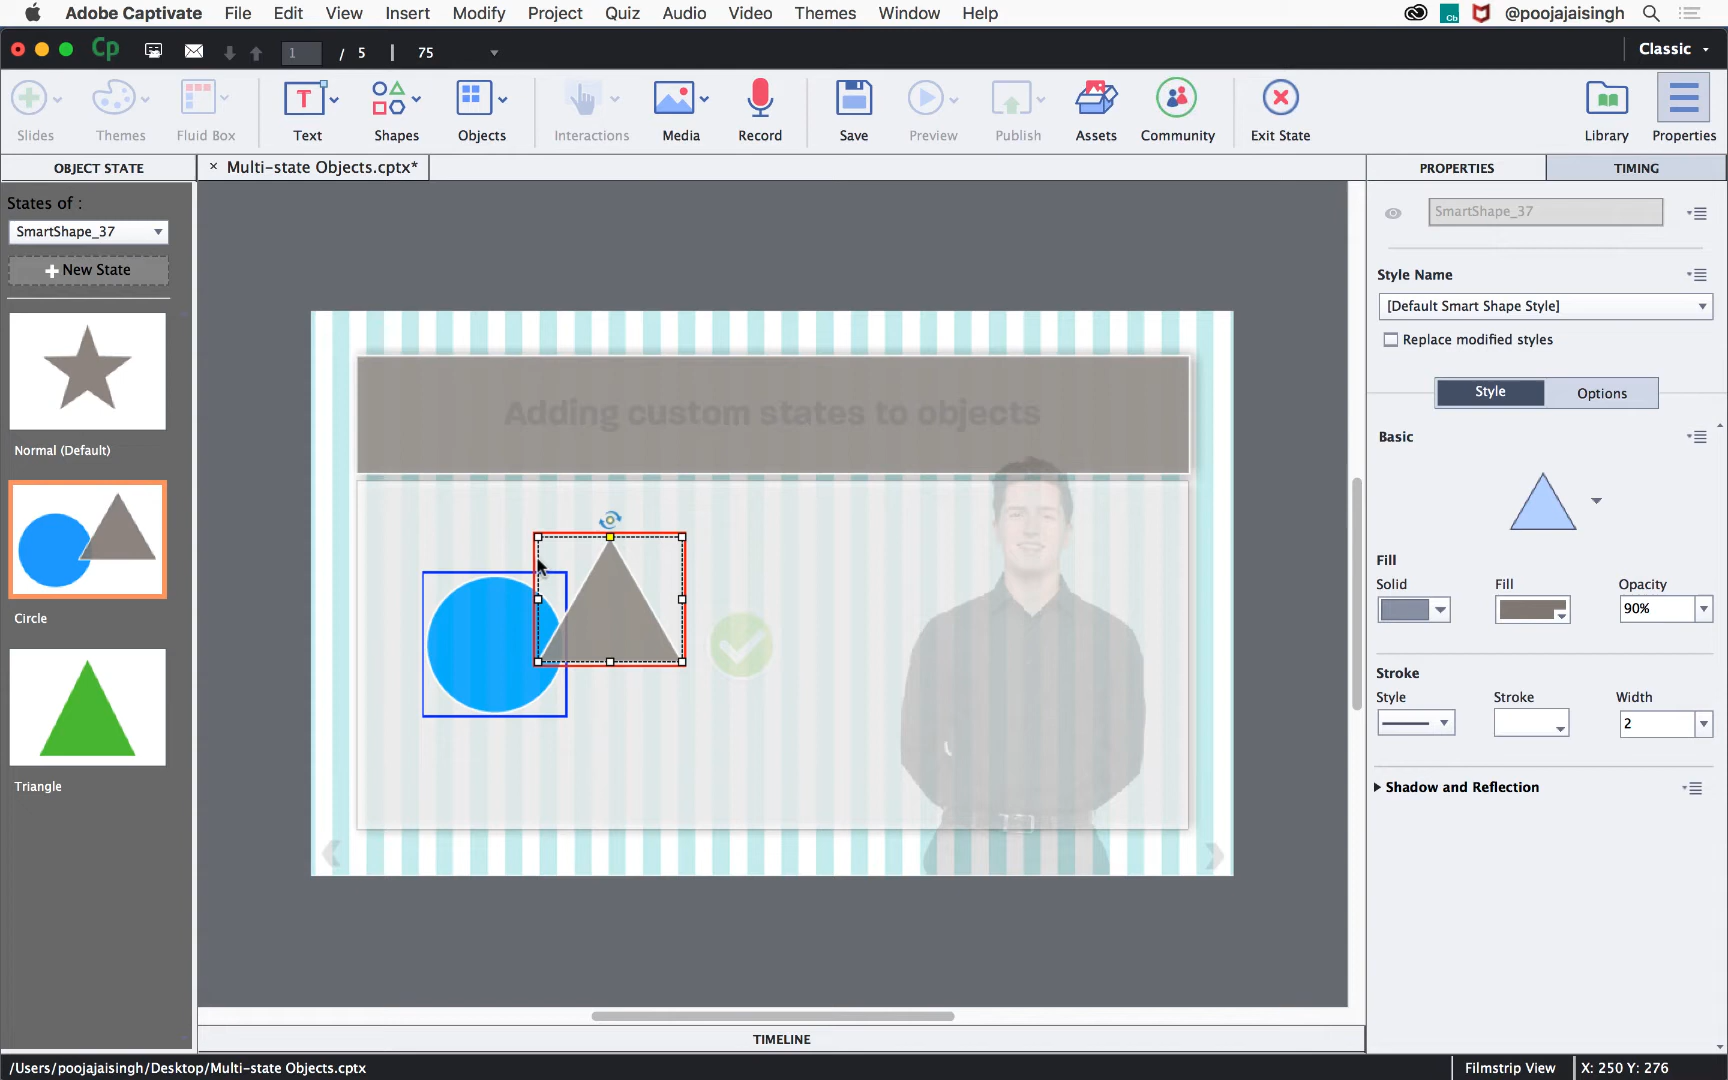 Adobe Captivate File Edit View Insert Modify Project Quiz Audio Video Themes Window Help Cb @poojajaisingh
Cp 1 / 5 | 75 Classic
Slides Themes Fluid Box Text Shapes Objects Interactions Media Record Save Preview Publish Assets Community Exit State Library Properties
OBJECT STATE × Multi-state Objects.cptx* PROPERTIES TIMING
States of :
SmartShape_37
+ New State
Normal (Default)
Circle
Triangle
Adding custom states to objects
SmartShape_37
Style Name
[Default Smart Shape Style]
Replace modified styles
Style Options
Basic
Fill
Solid Fill Opacity
90%
Stroke
Style Stroke Width
2
Shadow and Reflection
TIMELINE
/Users/poojajaisingh/Desktop/Multi-state Objects.cptx Filmstrip View X: 250 Y: 276